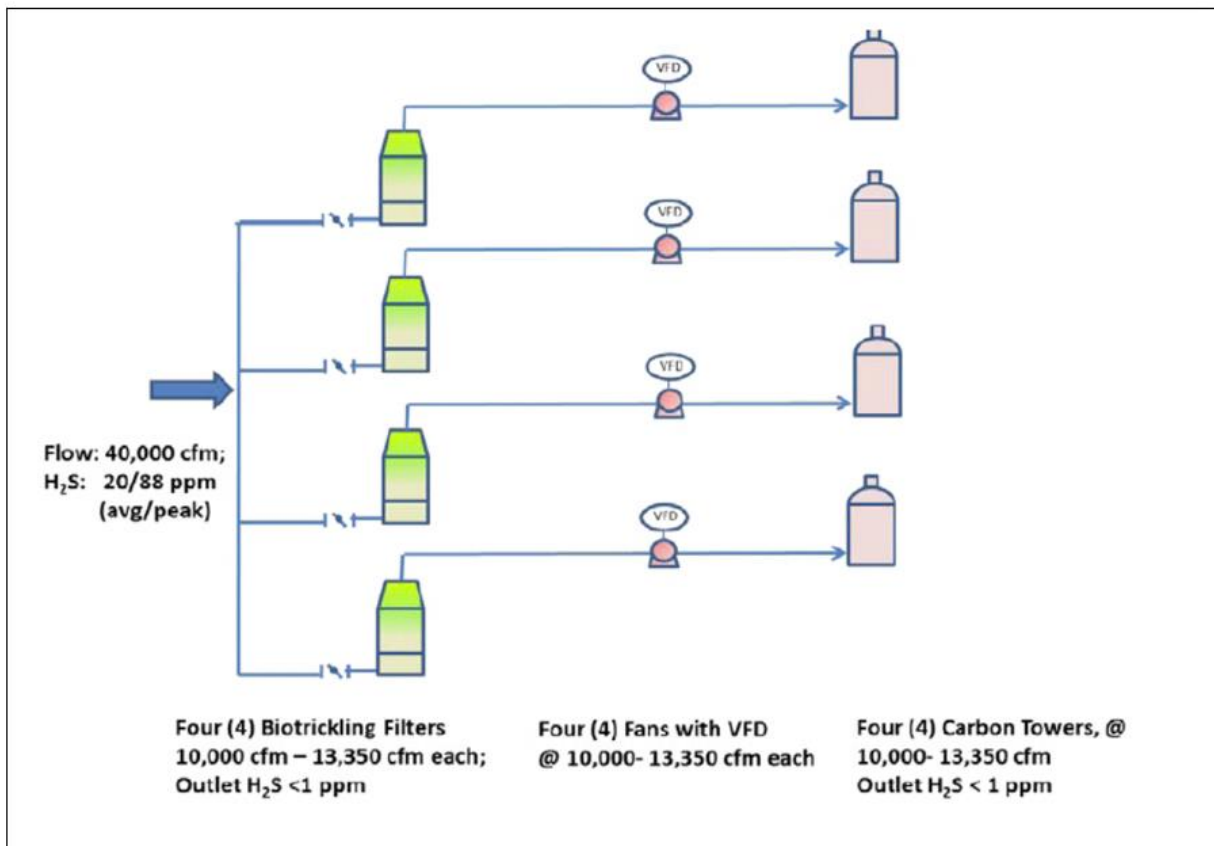 VFD
VFD
VFD
VFD
Flow: 40,000 cfm;
H₂S: 20/88 ppm
(avg/peak)
Four (4) Biotrickling Filters
10,000 cfm – 13,350 cfm each;
Outlet H₂S <1 ppm
Four (4) Fans with VFD
@ 10,000- 13,350 cfm each
Four (4) Carbon Towers, @
10,000- 13,350 cfm
Outlet H₂S < 1 ppm